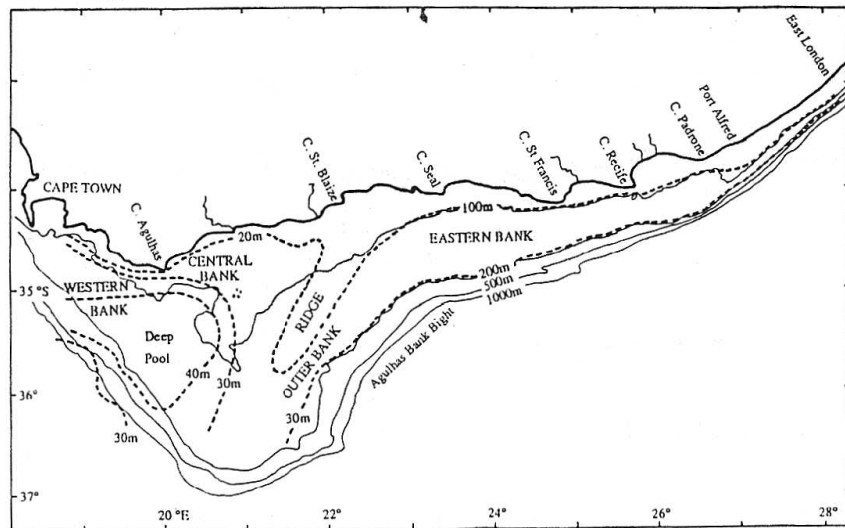 East London
Port Alfred
C. Padrone
C. Recife
C. St Francis
C. Seal
C. St. Blaize
CAPE TOWN
C. Agulhas
20m
100m
CENTRAL
BANK
EASTERN BANK
WESTERN
BANK
35°S
200m
500m
1000m
RIDGE
Deep
Pool
OUTER BANK
Agulhas Bank Bight
40m
30m
36°
30m
30m
37°
20°E
22°
24°
26°
28°